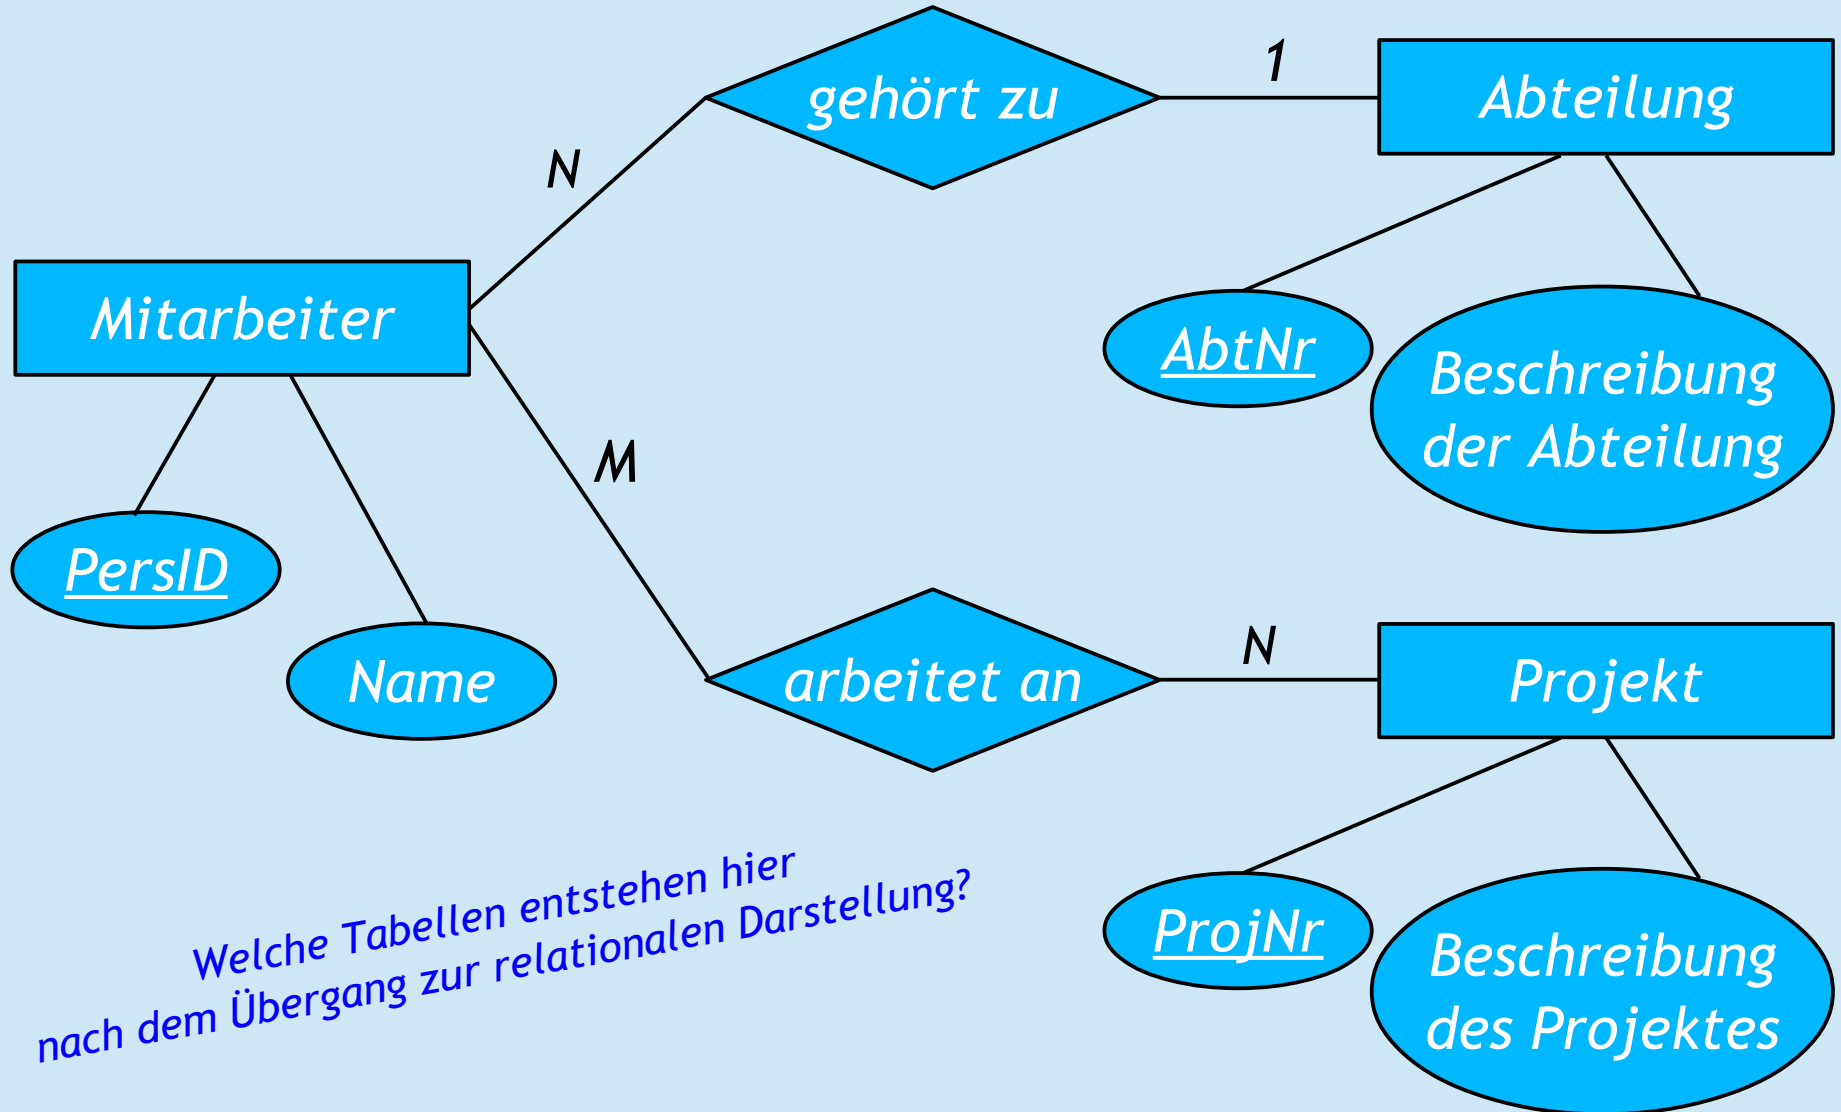 gehört zu
1
Abteilung
N
Mitarbeiter
AbtNr
Beschreibung
der Abteilung
M
PersID
Name
arbeitet an
N
Projekt
ProjNr
Beschreibung
des Projektes
Welche Tabellen entstehen hier
nach dem Übergang zur relationalen Darstellung?